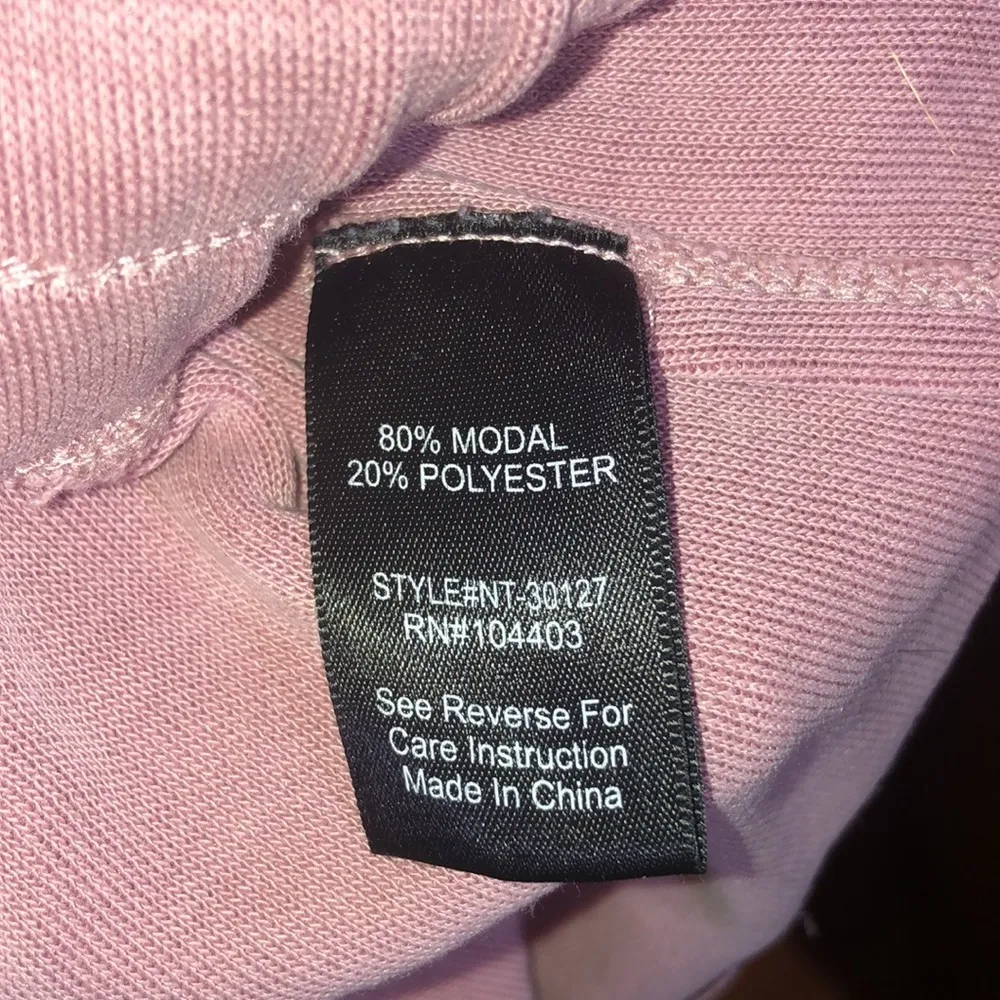 80% MODAL
20% POLYESTER
STYLE#NT-30127
RN#104403
See Reverse For
Care Instruction
Made In China